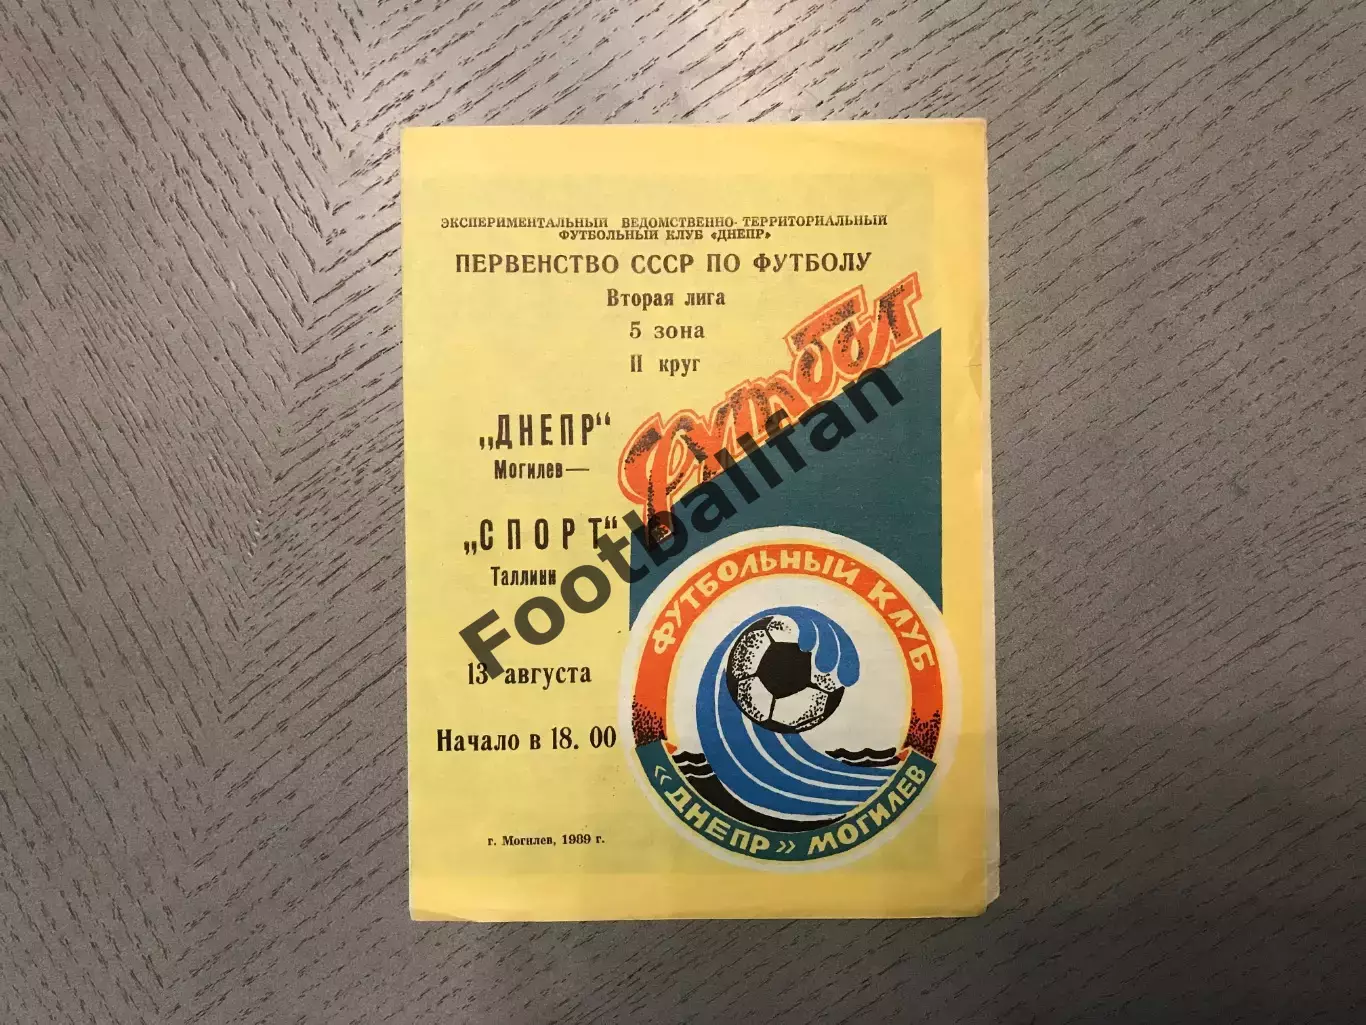 ЭКСПЕРИМЕНТАЛЬНЫЙ ВЕДОМСТВЕННО-ТЕРРИТОРИАЛЬНЫЙ
ФУТБОЛЬНЫЙ КЛУБ «ДНЕПР»
ПЕРВЕНСТВО СССР ПО ФУТБОЛУ
Вторая лига
5 зона
II круг
футбол
„ДНЕПР“
Могилев—
„СПОРТ“
Таллинн
13 августа
Начало в 18. 00
г. Могилев, 1989 г.
ФУТБОЛЬНЫЙ КЛУБ
«ДНЕПР» МОГИЛЕВ
Footballfan